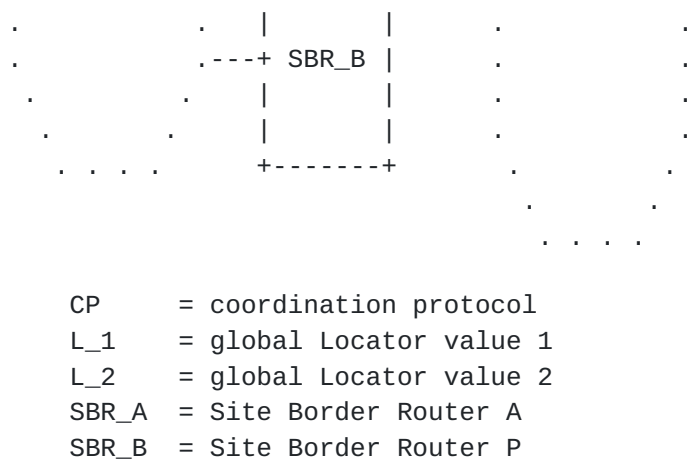 .           .   |       |      .           .
.           .---+ SBR_B |      .           .
 .         .    |       |      .           .
  .       .     |       |      .           .
   . . . .      +-------+       .         .
                                 .       .
                                  . . . .
CP     = coordination protocol
L_1    = global Locator value 1
L_2    = global Locator value 2
SBR_A  = Site Border Router A
SBR_B  = Site Border Router P